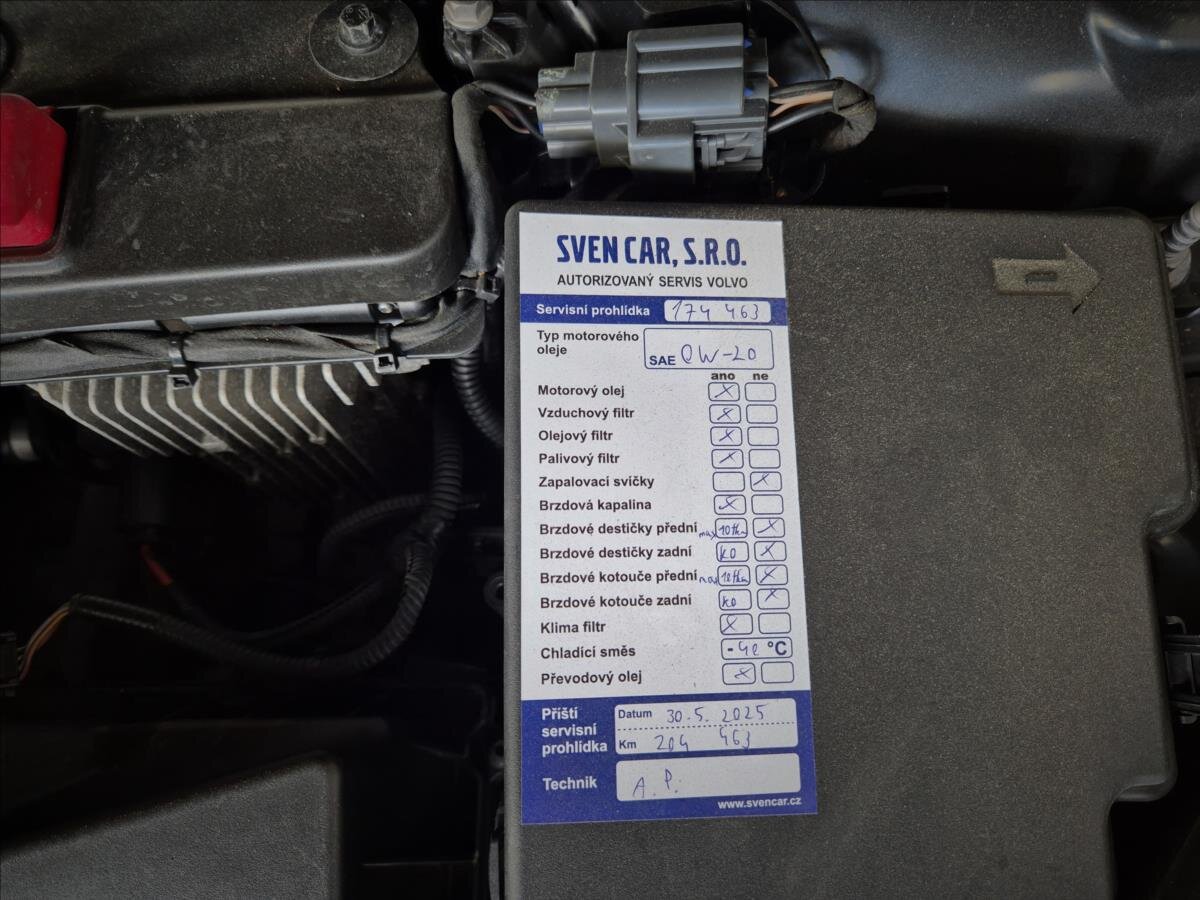 SVEN CAR, S.R.O.
AUTORIZOVANÝ SERVIS VOLVO
Servisní prohlídka 174 463
Typ motorového
oleje SAE 0W-20
ano ne
Motorový olej X
Vzduchový filtr X
Olejový filtr X
Palivový filtr X
Zapalovací svíčky X
Brzdová kapalina X
Brzdové destičky přední max 10tkm X
Brzdové destičky zadní ko X
Brzdové kotouče přední max 10tkm X
Brzdové kotouče zadní ko X
Klima filtr X
Chladící směs -40 °C
Převodový olej X
Příští
servisní
prohlídka
Datum 30.5. 2025
Km 204 463
Technik A.P.
www.svencar.cz